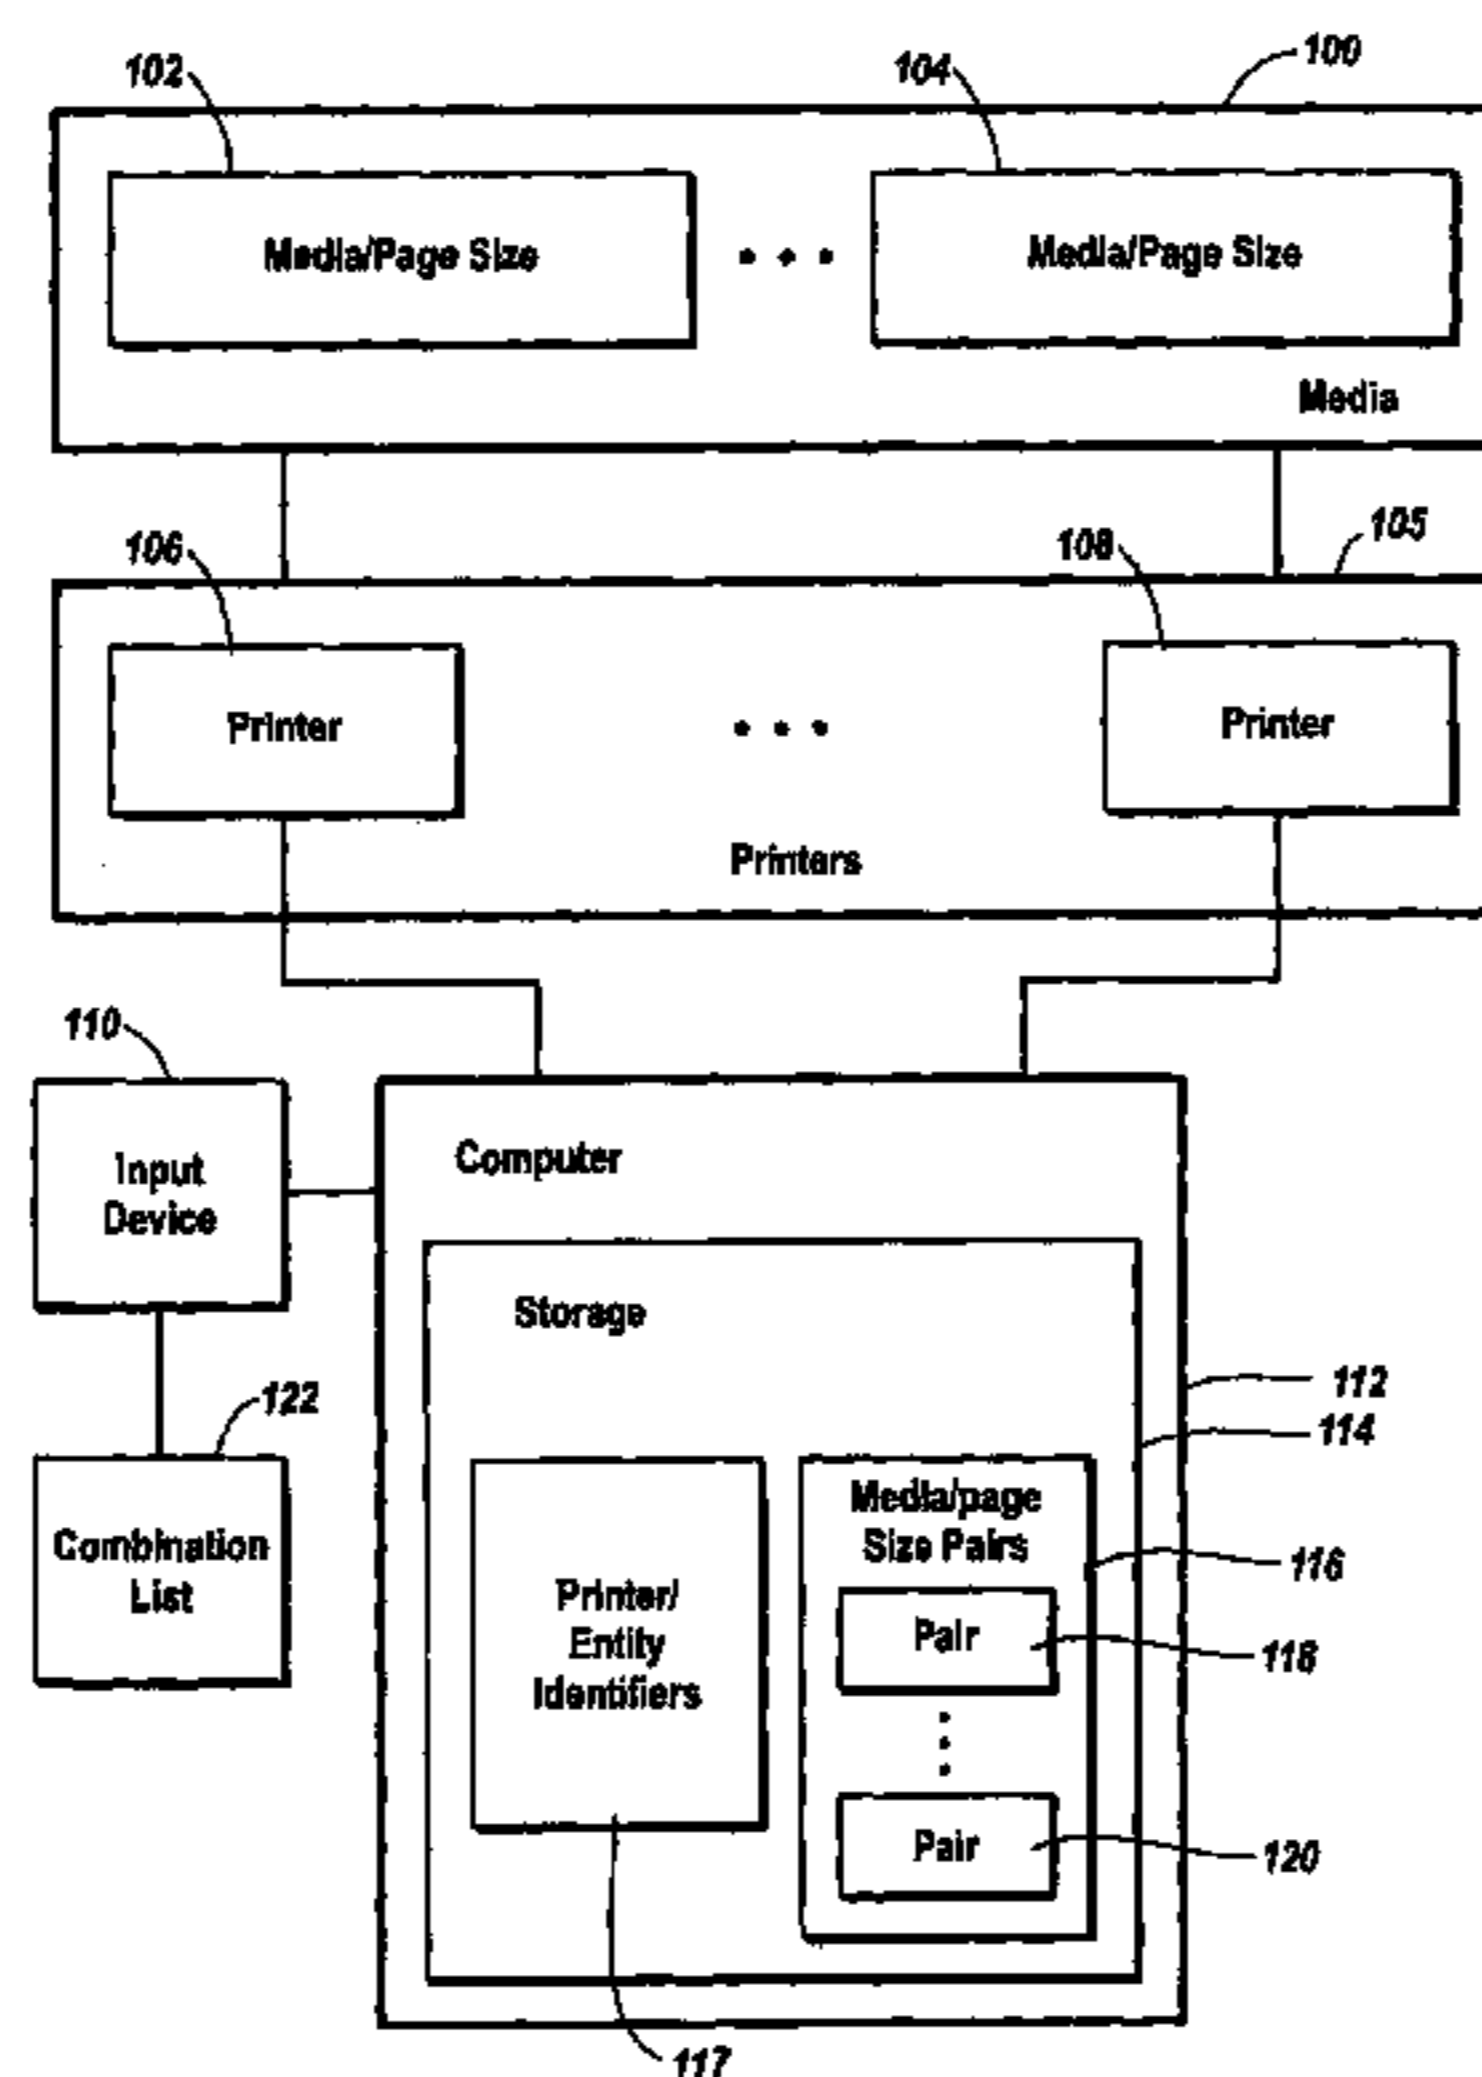 102
104
100
Media/Page Size
Media/Page Size
Media
106
108
105
Printer
Printer
Printers
110
Computer
Input
Device
Storage
112
114
122
Combination
List
Printer/
Entity
Identifiers
Media/page
Size Pairs
116
Pair
118
Pair
120
117